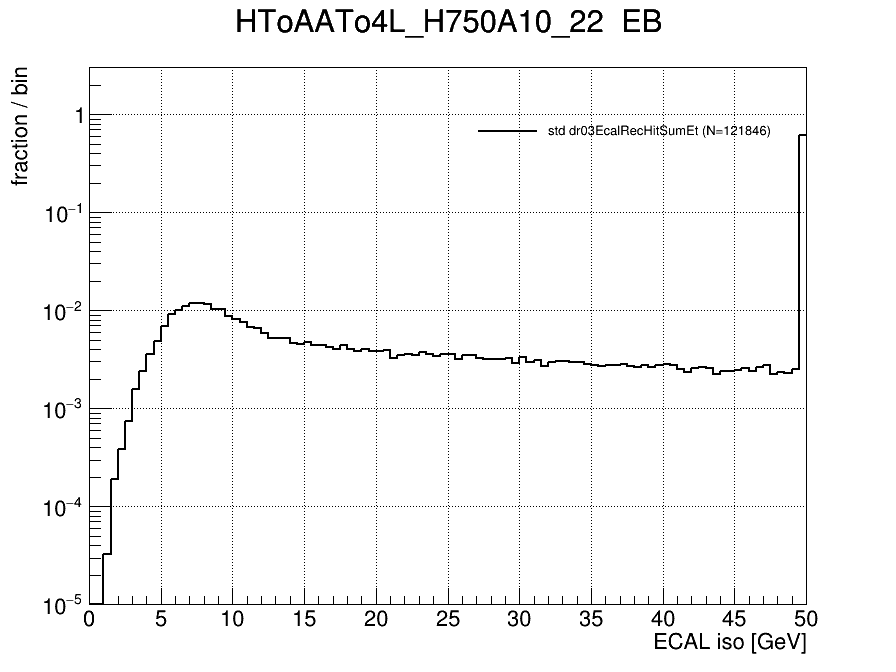 HToAATo4L_H750A10_22 EB
fraction / bin
1
10⁻¹
10⁻²
10⁻³
10⁻⁴
10⁻⁵
std dr03EcalRecHitSumEt (N=121846)
0 5 10 15 20 25 30 35 40 45 50
ECAL iso [GeV]